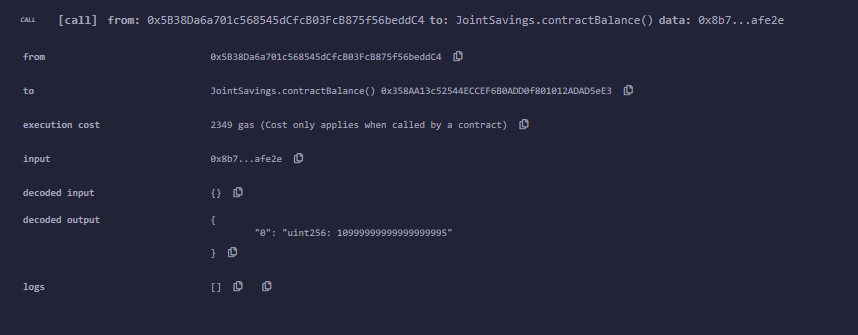 CALL [call] from: 0x5B38Da6a701c568545dCfcB03FcB875f56beddC4 to: JointSavings.contractBalance() data: 0x8b7...afe2e
from 0x5B38Da6a701c568545dCfcB03FcB875f56beddC4
to JointSavings.contractBalance() 0x358AA13c52544ECCEF6B0ADD0f801012ADAD5eE3
execution cost 2349 gas (Cost only applies when called by a contract)
input 0x8b7...afe2e
decoded input {}
decoded output {
"0": "uint256: 10999999999999999995"
}
logs []